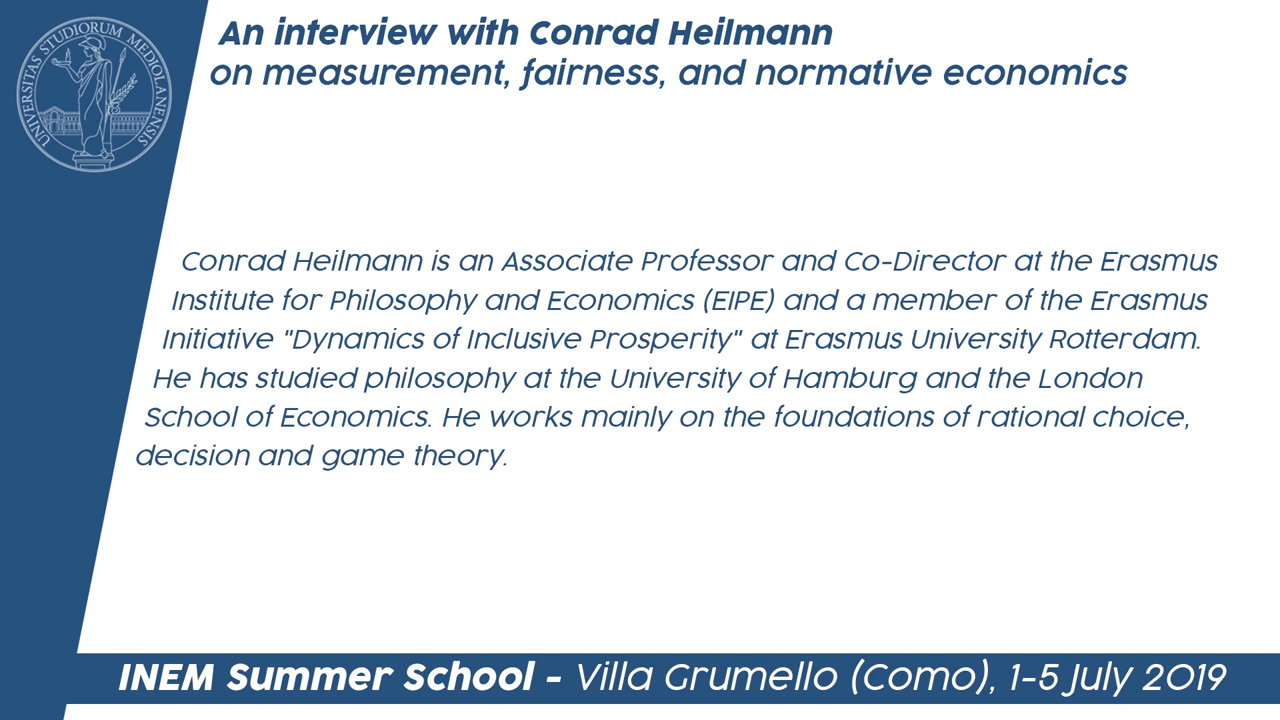 UNIVERSITAS STUDIORUM MEDIOLANENSIS
An interview with Conrad Heilmann
on measurement, fairness, and normative economics
Conrad Heilmann is an Associate Professor and Co-Director at the Erasmus
Institute for Philosophy and Economics (EIPE) and a member of the Erasmus
Initiative "Dynamics of Inclusive Prosperity" at Erasmus University Rotterdam.
He has studied philosophy at the University of Hamburg and the London
School of Economics. He works mainly on the foundations of rational choice,
decision and game theory.
INEM Summer School - Villa Grumello (Como), 1-5 July 2019